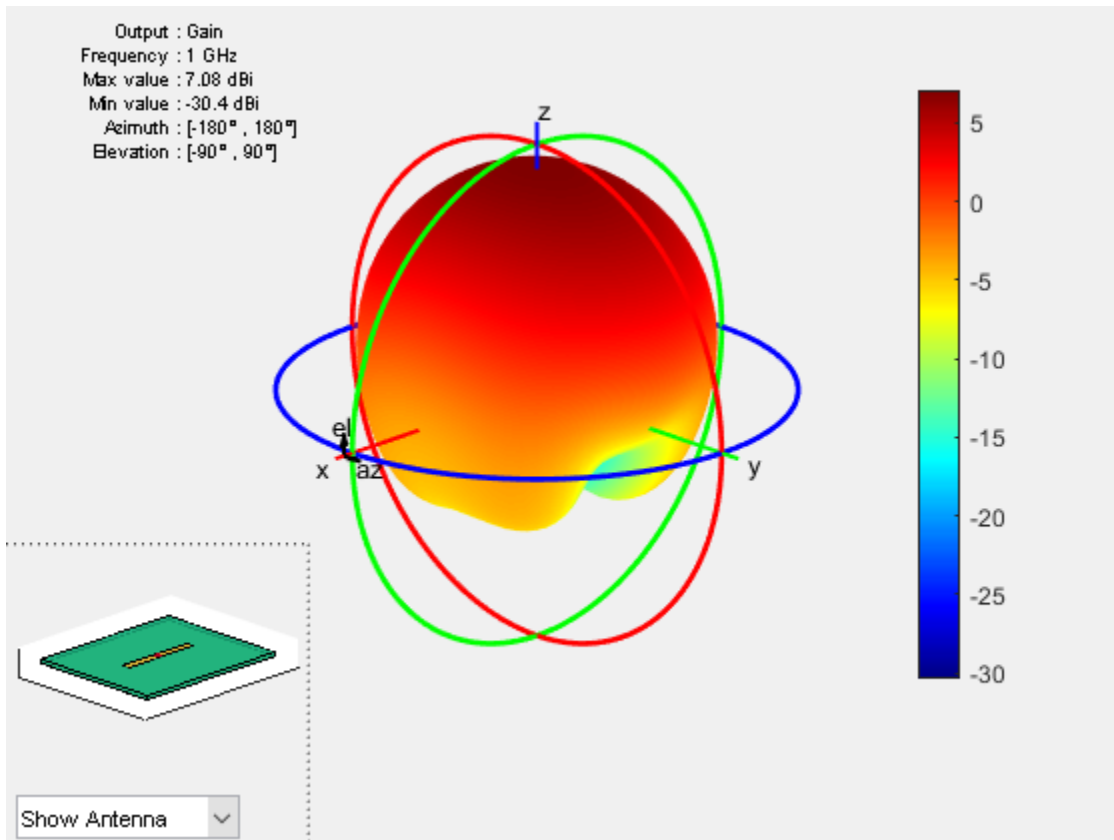 Output : Gain
Frequency : 1 GHz
Max value : 7.08 dBi
Min value : -30.4 dBi
Azimuth : [-180° , 180°]
Elevation : [-90° , 90°]
z
el
x
az
y
5
0
-5
-10
-15
-20
-25
-30
Show Antenna